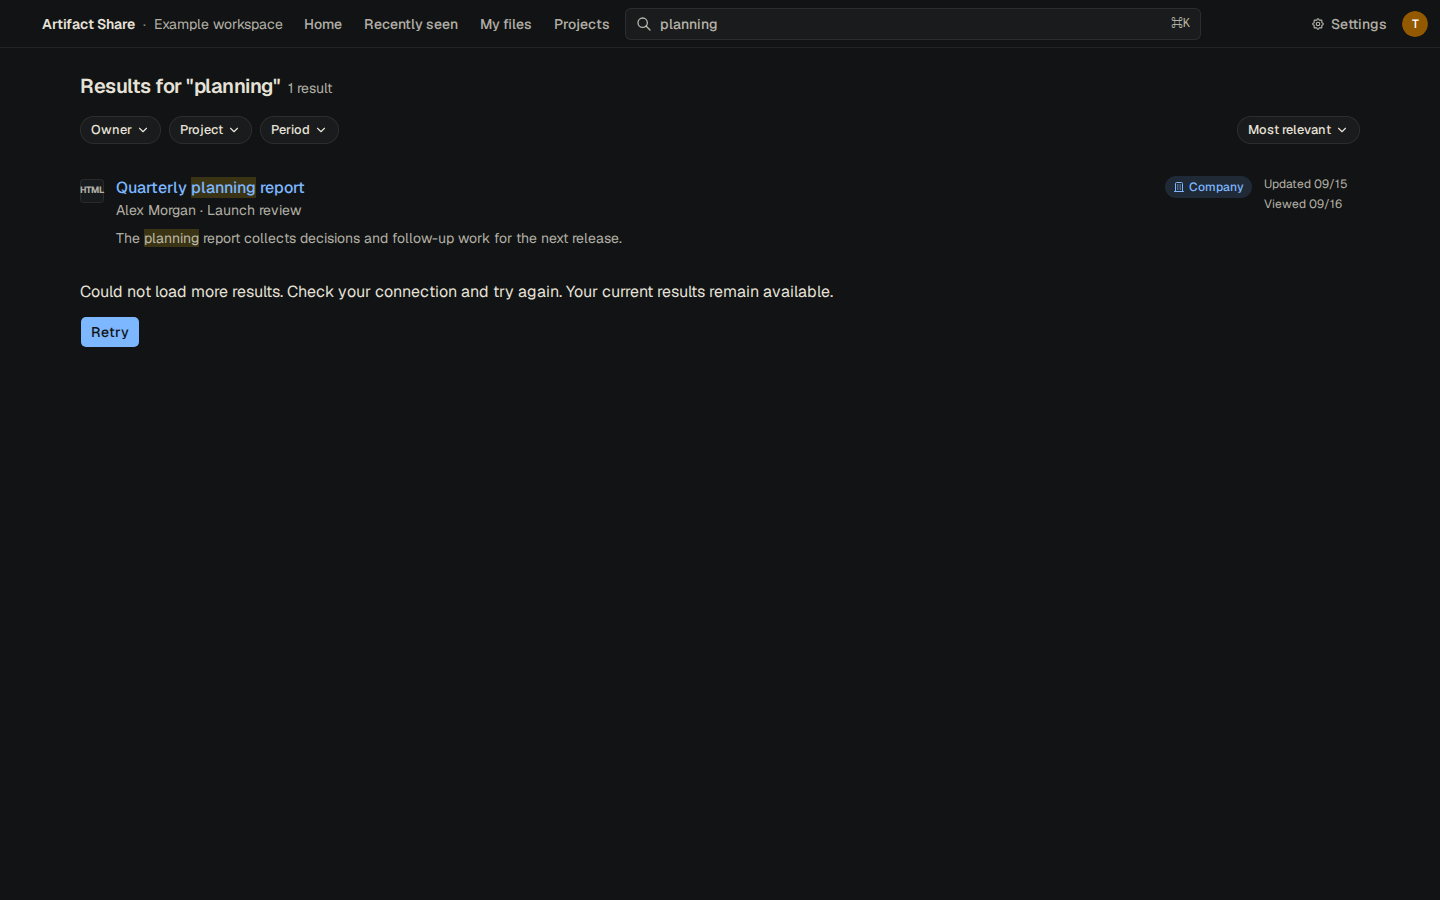 Artifact Share · Example workspace Home Recently seen My files Projects planning ⌘K Settings T
Results for "planning" 1 result
Owner Project Period Most relevant
HTML Quarterly planning report Company Updated 09/15
Alex Morgan · Launch review Viewed 09/16
The planning report collects decisions and follow-up work for the next release.
Could not load more results. Check your connection and try again. Your current results remain available.
Retry